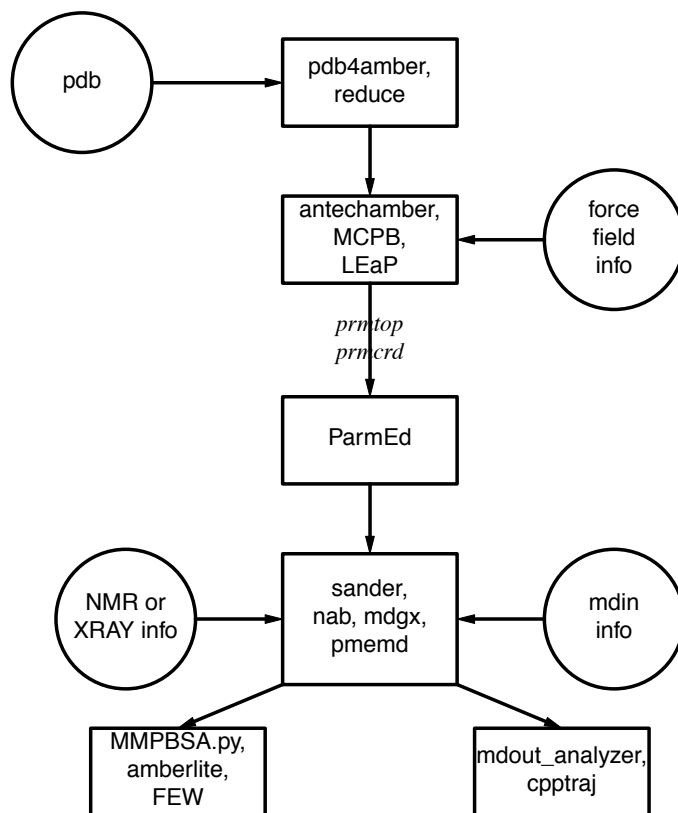 pdb
pdb4amber,
reduce
antechamber,
MCPB,
LEaP
force
field
info
prmtop
prmcrd
ParmEd
NMR or
XRAY info
sander,
nab, mdgx,
pmemd
mdin
info
MMPBSA.py,
amberlite,
FEW
mdout_analyzer,
cpptraj